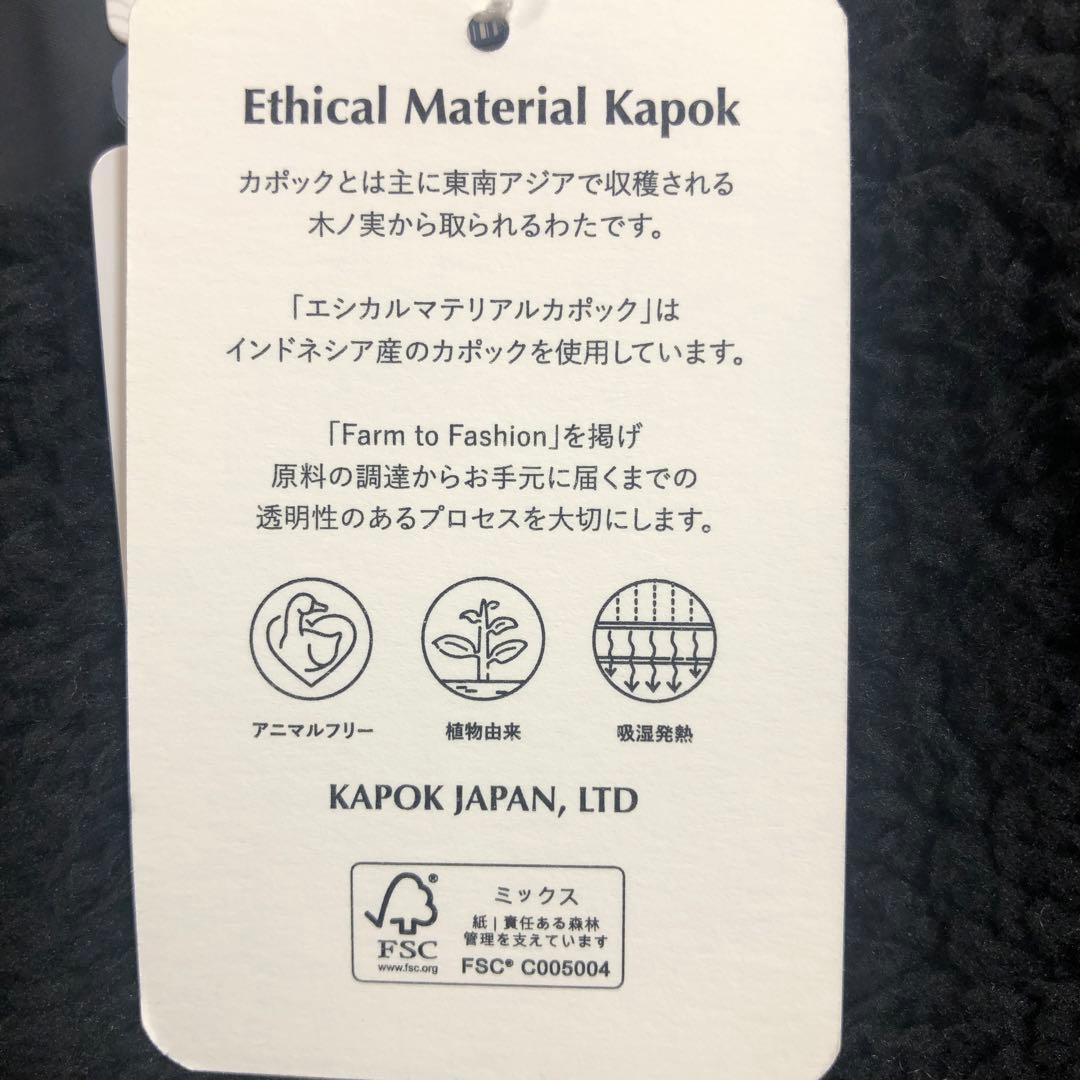 Ethical Material Kapok
カポックとは主に東南アジアで収穫される
木ノ実から取られるわたです。
「エシカルマテリアルカポック」は
インドネシア産のカポックを使用しています。
「Farm to Fashion」を掲げ
原料の調達からお手元に届くまでの
透明性のあるプロセスを大切にします。
アニマルフリー
植物由来
吸湿発熱
KAPOK JAPAN, LTD
FSC®
www.fsc.org
ミックス
紙 | 責任ある森林
管理を支えています
FSC® C005004